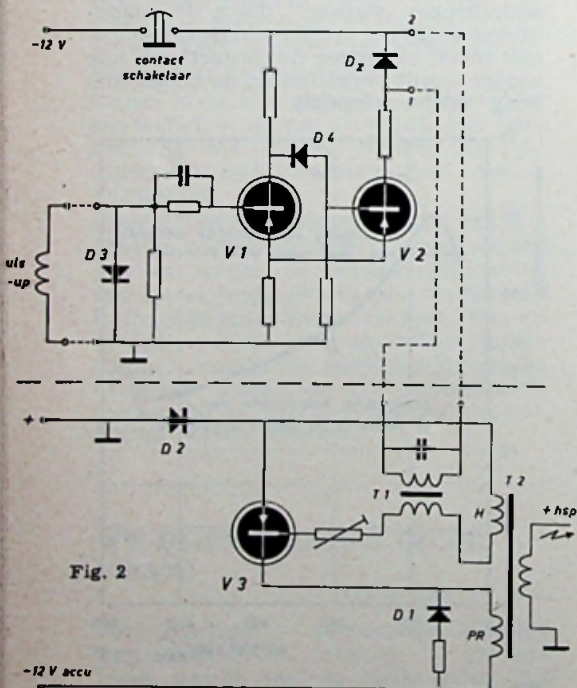 2
-12 V
contact
schakelaar
Dz
1
D4
V1
V2
D3
-up
+
D2
T1
T2
H
+ hsp
Fig. 2
V3
D1
PR
-12 V accu